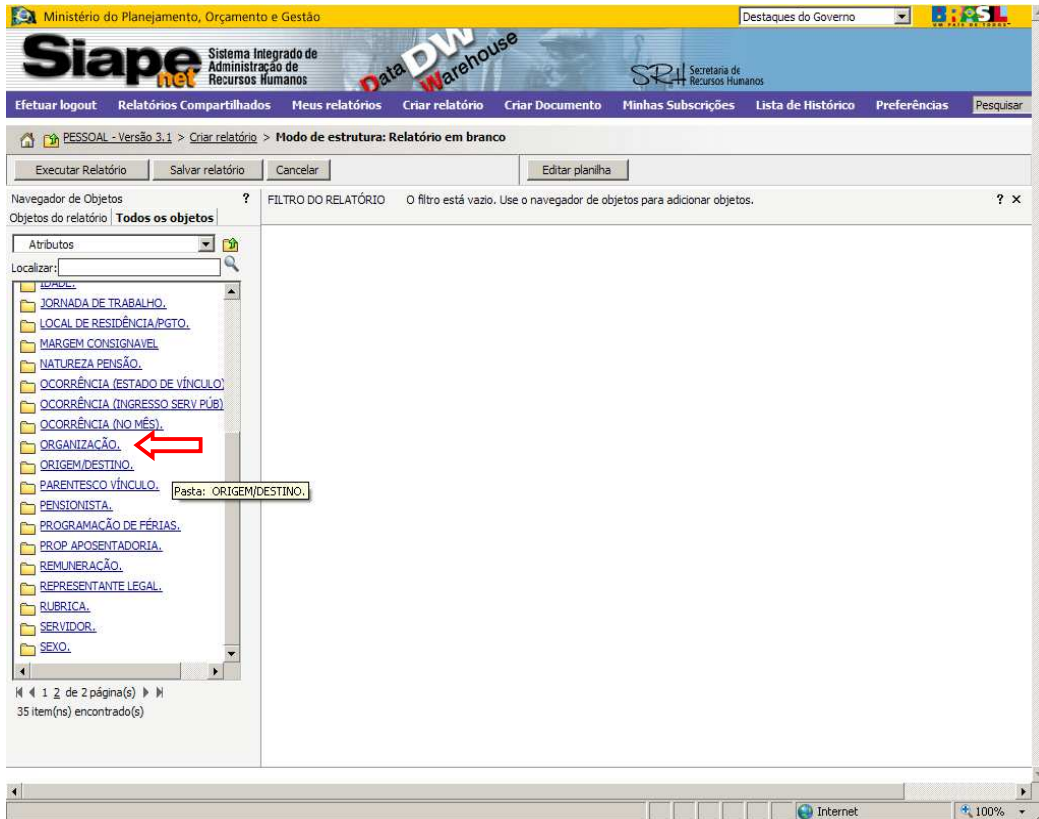 Ministério do Planejamento, Orçamento e Gestão
Destaques do Governo
BRASIL
UM PAÍS DE TODOS
Siape
net
Sistema Integrado de
Administração de
Recursos Humanos
Data DW Warehouse
SRH Secretaria de
Recursos Humanos
Efetuar logout Relatórios Compartilhados Meus relatórios Criar relatório Criar Documento Minhas Subscrições Lista de Histórico Preferências Pesquisar
PESSOAL - Versão 3.1 > Criar relatório > Modo de estrutura: Relatório em branco
Executar Relatório Salvar relatório Cancelar Editar planilha
Navegador de Objetos ?
FILTRO DO RELATÓRIO O filtro está vazio. Use o navegador de objetos para adicionar objetos. ? x
Objetos do relatório Todos os objetos
Atributos
Localizar:
IDADE.
JORNADA DE TRABALHO.
LOCAL DE RESIDÊNCIA/PGTO.
MARGEM CONSIGNAVEL
NATUREZA PENSÃO.
OCORRÊNCIA (ESTADO DE VÍNCULO)
OCORRÊNCIA (INGRESSO SERV PÚB)
OCORRÊNCIA (NO MÊS).
ORGANIZAÇÃO.
ORIGEM/DESTINO.
PARENTESCO VÍNCULO.
Pasta: ORIGEM/DESTINO.
PENSIONISTA.
PROGRAMAÇÃO DE FÉRIAS.
PROP APOSENTADORIA.
REMUNERAÇÃO.
REPRESENTANTE LEGAL.
RUBRICA.
SERVIDOR.
SEXO.
1 2 de 2 página(s)
35 item(ns) encontrado(s)
Internet 100%